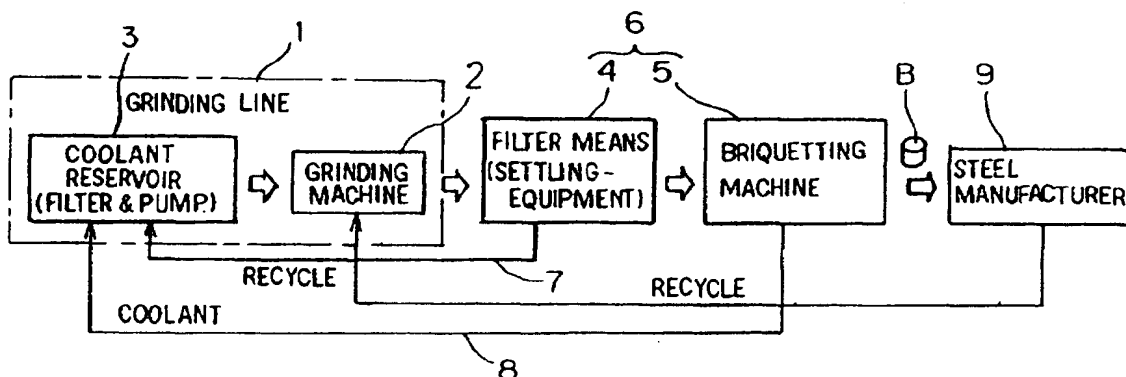 6
3
1
2
4
5
B
9
GRINDING LINE
COOLANT
RESERVOIR
(FILTER & PUMP.)
GRINDING
MACHINE
FILTER MEANS
(SETTLING-
EQUIPMENT)
BRIQUETTING
MACHINE
STEEL
MANUFACTURER
RECYCLE
7
RECYCLE
COOLANT
8